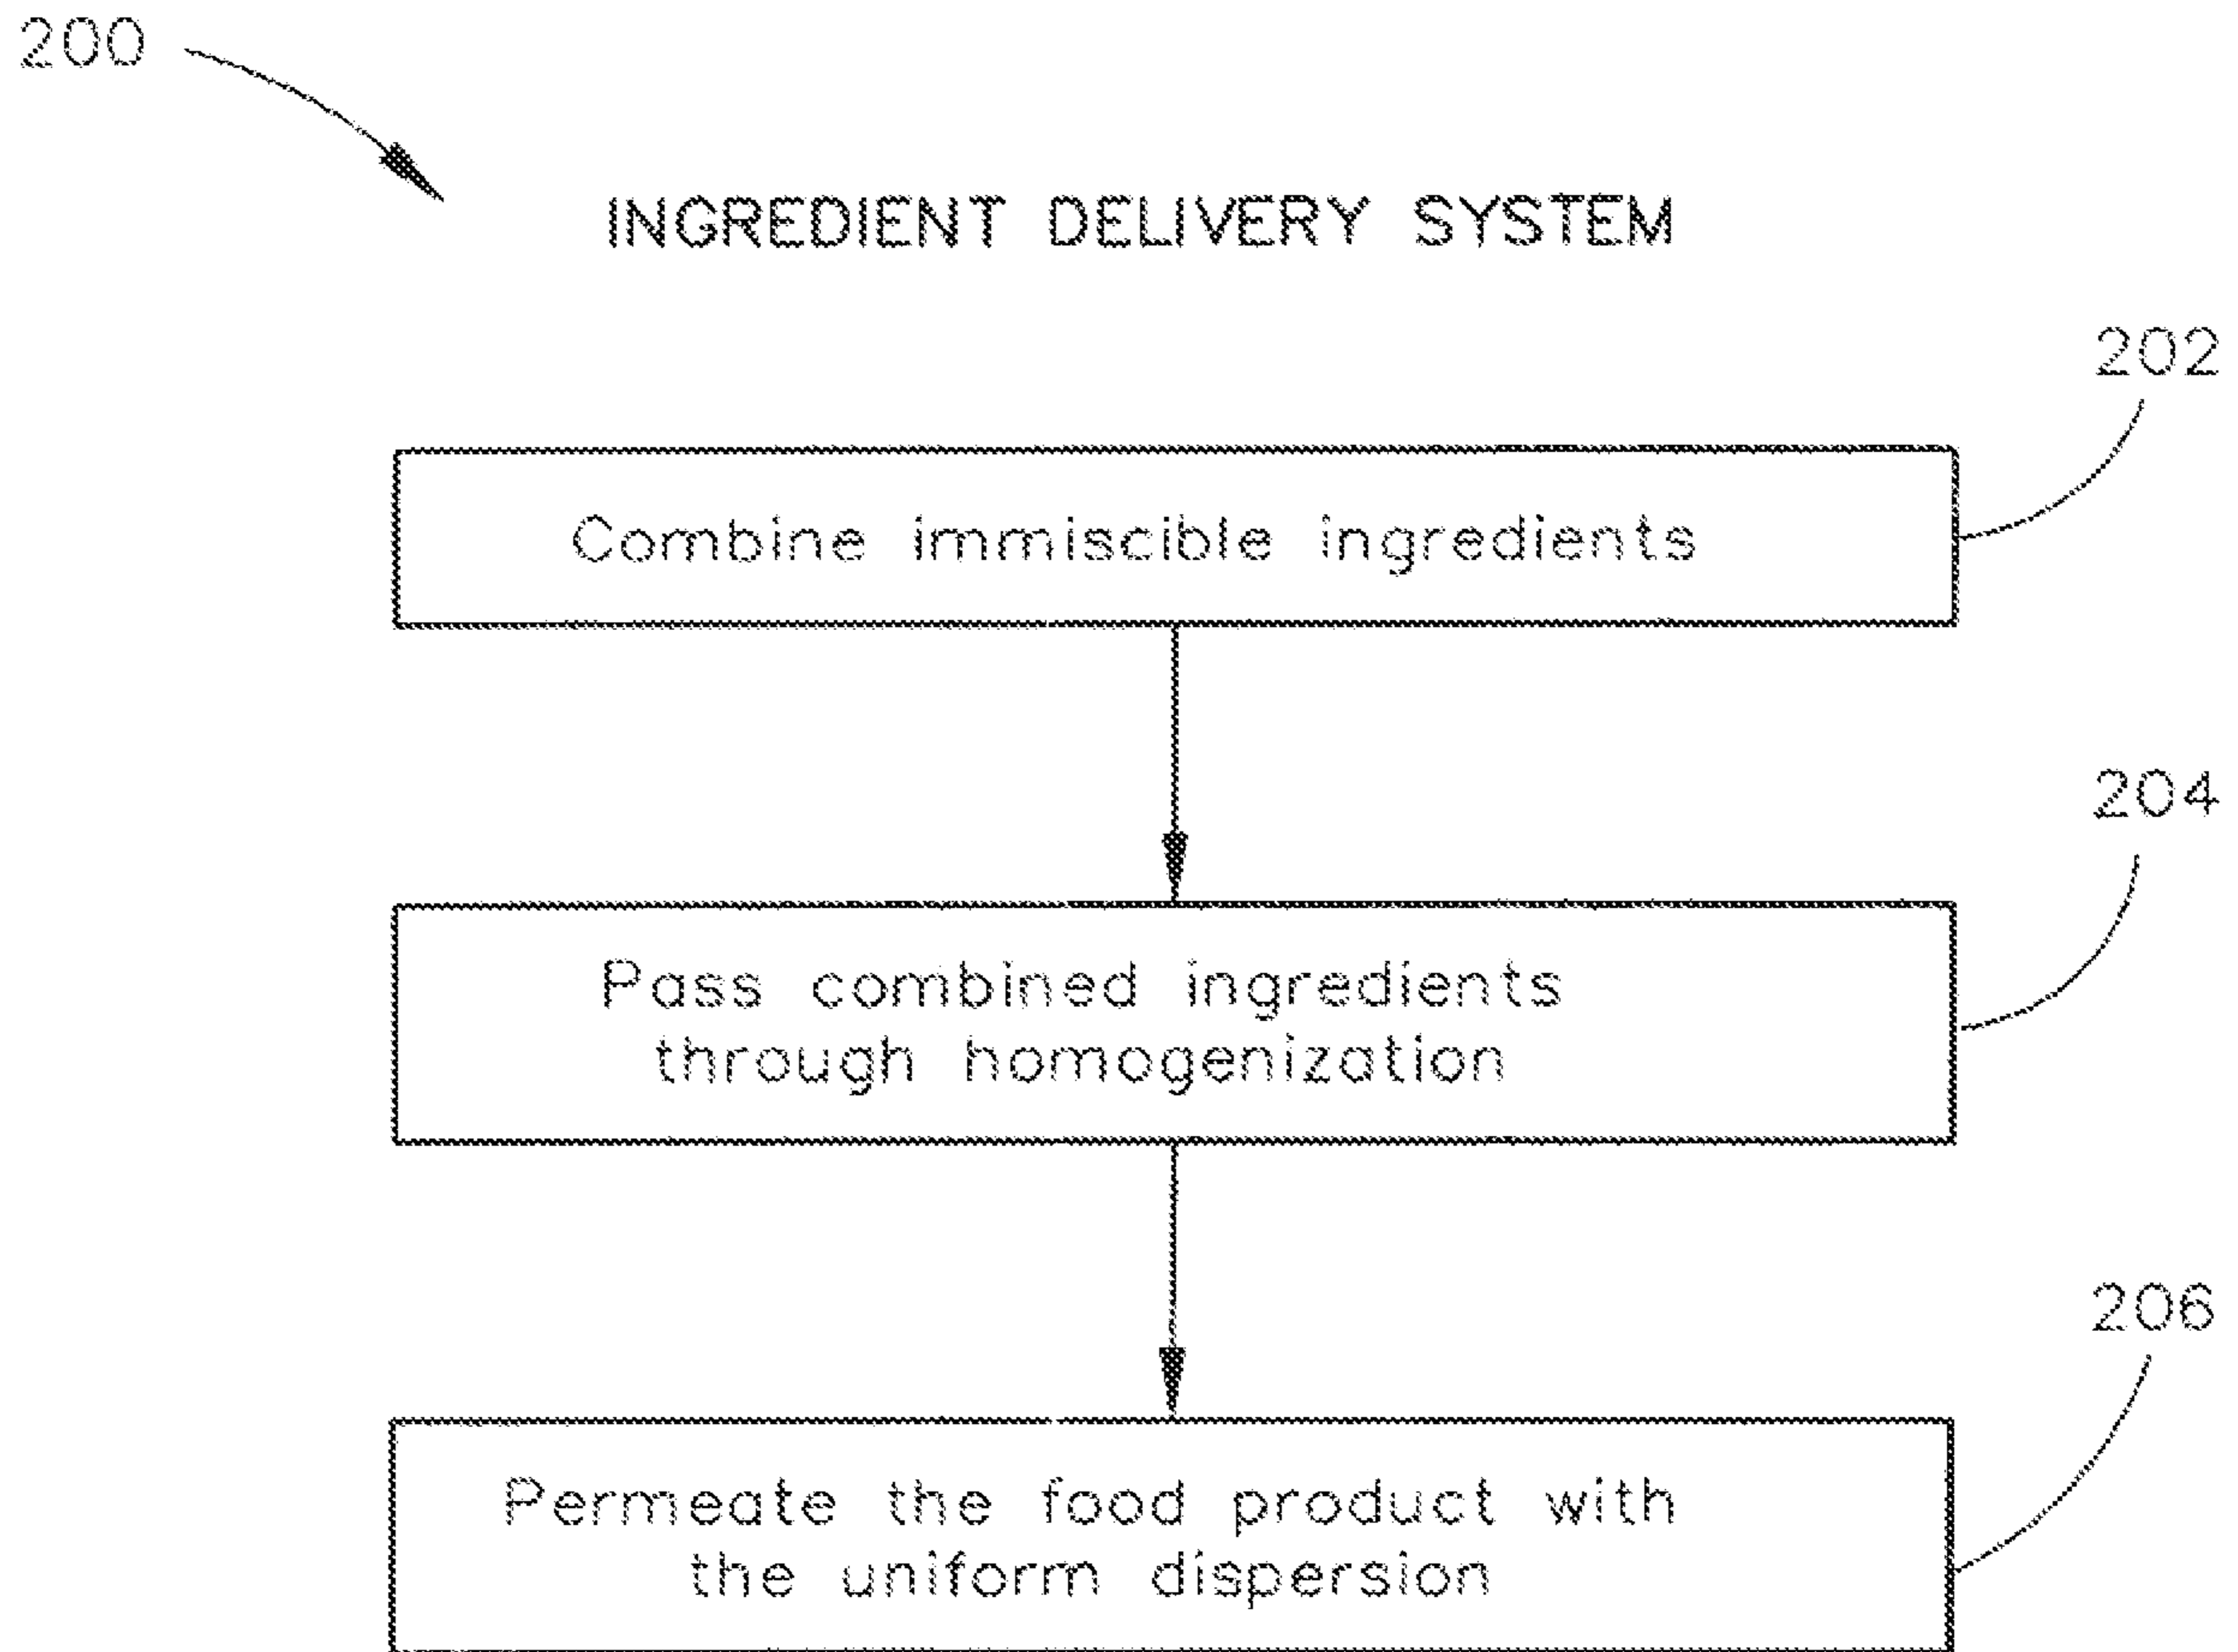 200
INGREDIENT DELIVERY SYSTEM
202
Combine immiscible ingredients
204
Pass combined ingredients
through homogenization
206
Permeate the food product with
the uniform dispersion